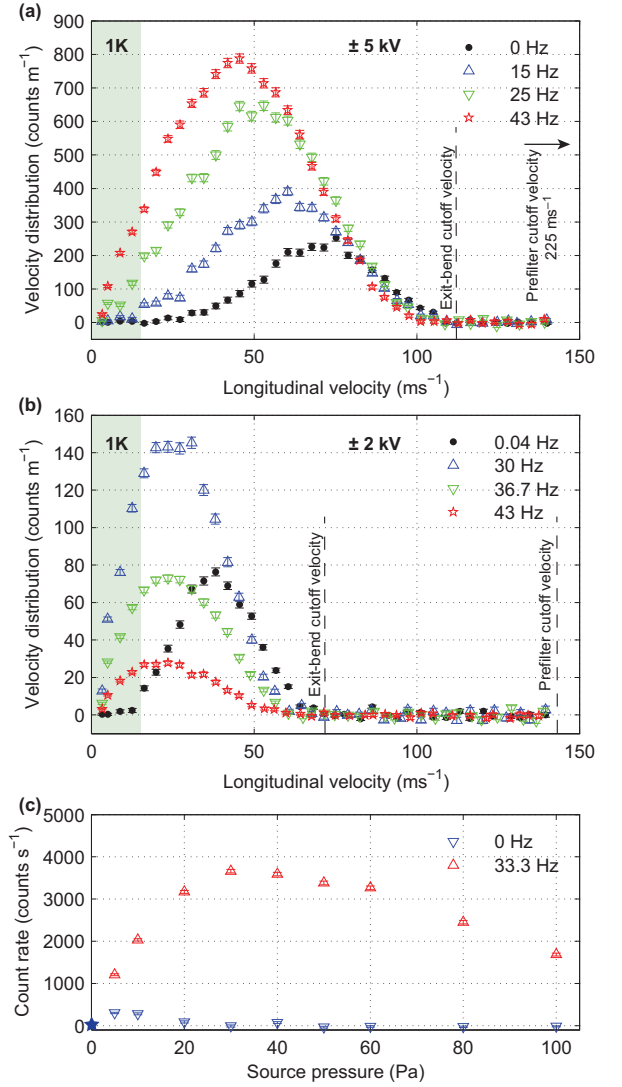 (a)
900
800
700
600
500
400
300
200
100
0
Velocity distribution (counts m⁻¹)
1K
± 5 kV
0 Hz
15 Hz
25 Hz
43 Hz
Exit-bend cutoff velocity
Prefilter cutoff velocity
225 ms⁻¹
0
50
100
150
Longitudinal velocity (ms⁻¹)
(b)
160
140
120
100
80
60
40
20
0
Velocity distribution (counts m⁻¹)
1K
± 2 kV
0.04 Hz
30 Hz
36.7 Hz
43 Hz
Exit-bend cutoff velocity
Prefilter cutoff velocity
0
50
100
150
Longitudinal velocity (ms⁻¹)
(c)
5000
4000
3000
2000
1000
0
Count rate (counts s⁻¹)
0 Hz
33.3 Hz
0
20
40
60
80
100
Source pressure (Pa)